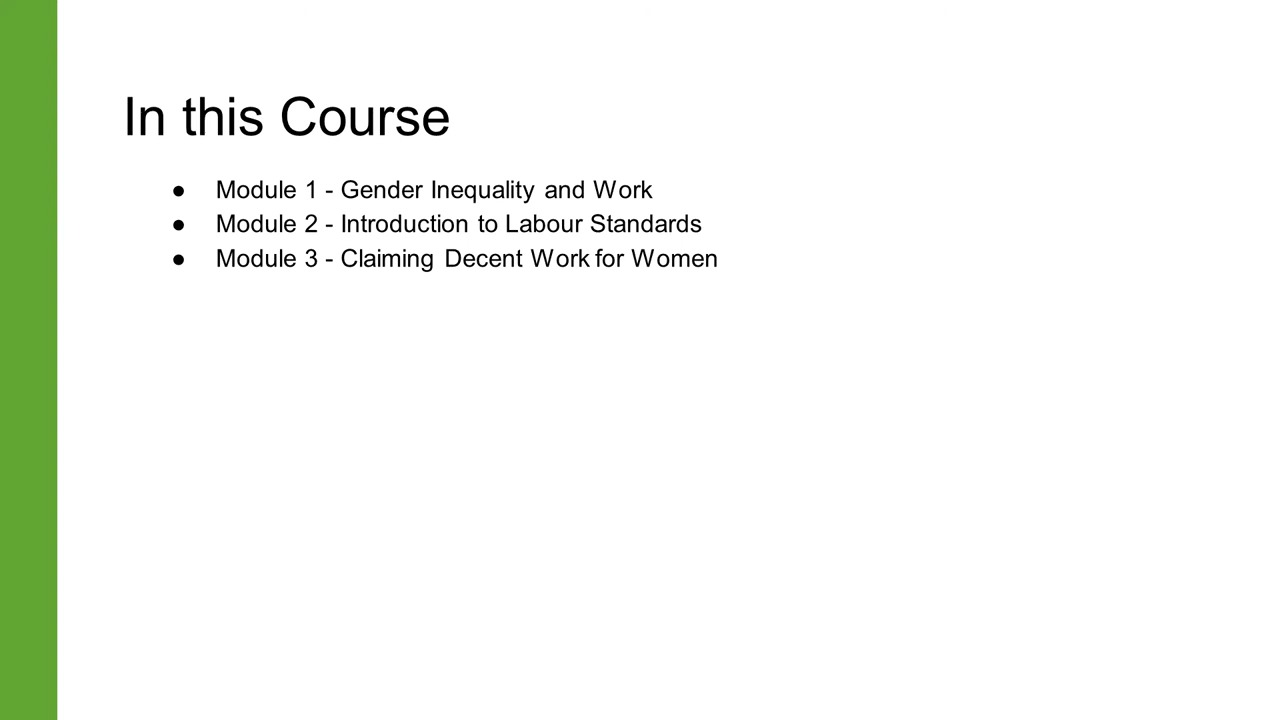 In this Course
● Module 1 - Gender Inequality and Work
● Module 2 - Introduction to Labour Standards
● Module 3 - Claiming Decent Work for Women